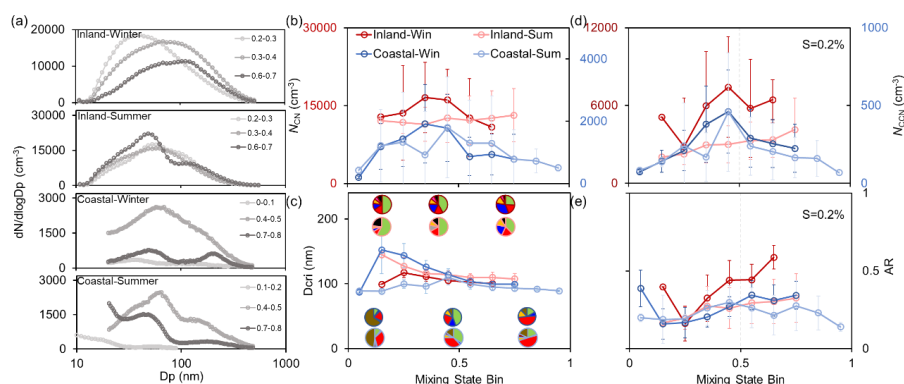 (a)
Inland-Winter
0.2-0.3
0.3-0.4
0.6-0.7
20000
10000
0
Inland-Summer
0.2-0.3
0.3-0.4
0.6-0.7
30000
15000
0
Coastal-Winter
0-0.1
0.4-0.5
0.7-0.8
3000
1500
0
Coastal-Summer
0.1-0.2
0.4-0.5
0.7-0.8
3000
1500
0
dN/dlogDp (cm-3)
10 100 1000
Dp (nm)
(b)
Inland-Win
Inland-Sum
Coastal-Win
Coastal-Sum
30000
15000
0
NCN (cm-3)
4000
2000
0
(c)
200
100
0
Dcri (nm)
0 0.5 1
Mixing State Bin
(d)
S=0.2%
12000
6000
0
1000
500
0
NCCN (cm-3)
(e)
S=0.2%
1
0.5
0
AR
0 0.5 1
Mixing State Bin